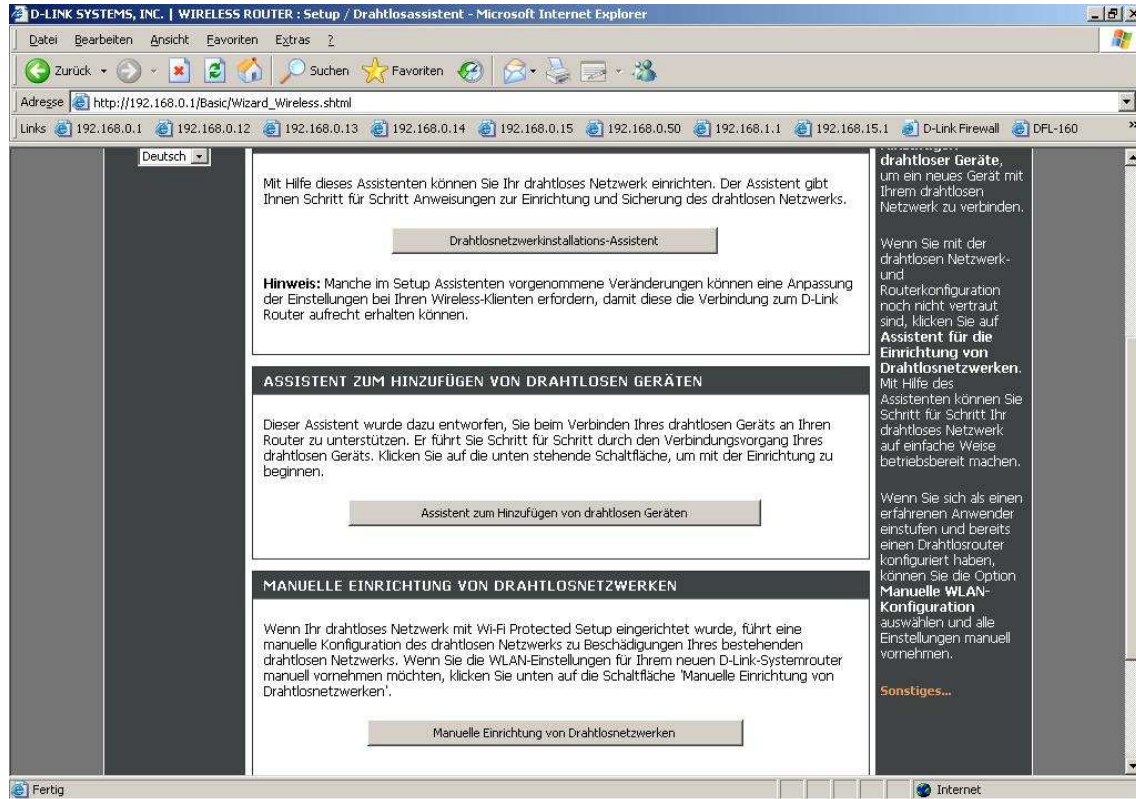 D-LINK SYSTEMS, INC. | WIRELESS ROUTER : Setup / Drahtlosassistent - Microsoft Internet Explorer
Datei Bearbeiten Ansicht Favoriten Extras ?
Zurück Suchen Favoriten
Adresse http://192.168.0.1/Basic/Wizard_Wireless.shtml
Links 192.168.0.1 192.168.0.12 192.168.0.13 192.168.0.14 192.168.0.15 192.168.0.50 192.168.1.1 192.168.15.1 D-Link Firewall DFL-160 »
Deutsch
Mit Hilfe dieses Assistenten können Sie Ihr drahtloses Netzwerk einrichten. Der Assistent gibt
Ihnen Schritt für Schritt Anweisungen zur Einrichtung und Sicherung des drahtlosen Netzwerks.
Drahtlosnetzwerkinstallations-Assistent
Hinweis: Manche im Setup Assistenten vorgenommene Veränderungen können eine Anpassung
der Einstellungen bei Ihren Wireless-Klienten erfordern, damit diese die Verbindung zum D-Link
Router aufrecht erhalten können.
ASSISTENT ZUM HINZUFÜGEN VON DRAHTLOSEN GERÄTEN
Dieser Assistent wurde dazu entworfen, Sie beim Verbinden Ihres drahtlosen Geräts an Ihren
Router zu unterstützen. Er führt Sie Schritt für Schritt durch den Verbindungsvorgang Ihres
drahtlosen Geräts. Klicken Sie auf die unten stehende Schaltfläche, um mit der Einrichtung zu
beginnen.
Assistent zum Hinzufügen von drahtlosen Geräten
MANUELLE EINRICHTUNG VON DRAHTLOSNETZWERKEN
Wenn Ihr drahtloses Netzwerk mit Wi-Fi Protected Setup eingerichtet wurde, führt eine
manuelle Konfiguration des drahtlosen Netzwerks zu Beschädigungen Ihres bestehenden
drahtlosen Netzwerks. Wenn Sie die WLAN-Einstellungen für Ihrem neuen D-Link-Systemrouter
manuell vornehmen möchten, klicken Sie unten auf die Schaltfläche 'Manuelle Einrichtung von
Drahtlosnetzwerken'.
Manuelle Einrichtung von Drahtlosnetzwerken
drahtloser Geräte,
um ein neues Gerät mit
Ihrem drahtlosen
Netzwerk zu verbinden.
Wenn Sie mit der
drahtlosen Netzwerk-
und
Routerkonfiguration
noch nicht vertraut
sind, klicken Sie auf
Assistent für die
Einrichtung von
Drahtlosnetzwerken.
Mit Hilfe des
Assistenten können Sie
Schritt für Schritt Ihr
drahtloses Netzwerk
auf einfache Weise
betriebsbereit machen.
Wenn Sie sich als einen
erfahrenen Anwender
einstufen und bereits
einen Drahtlosrouter
konfiguriert haben,
können Sie die Option
Manuelle WLAN-
Konfiguration
auswählen und alle
Einstellungen manuell
vornehmen.
Sonstiges...
Fertig
Internet